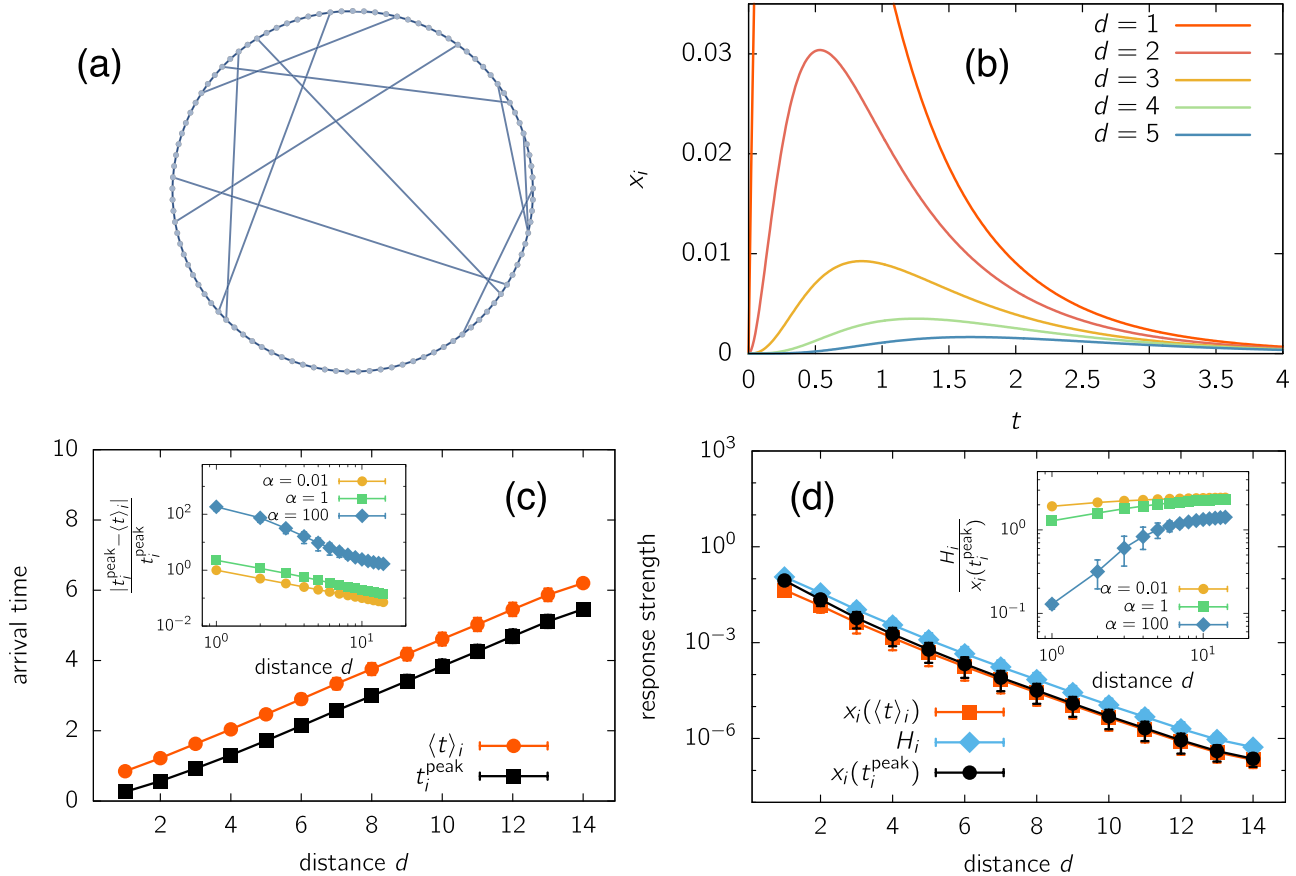 (a)
(b)
x_i
0.03
0.02
0.01
0
0 0.5 1 1.5 2 2.5 3 3.5 4
t
d = 1
d = 2
d = 3
d = 4
d = 5
(c)
arrival time
10
8
6
4
2
0
2 4 6 8 10 12 14
distance d
⟨t⟩_i
t_i^peak
|t_i^peak − ⟨t⟩_i|
t_i^peak
10^2
10^0
10^−2
10^0 10^1
distance d
α = 0.01
α = 1
α = 100
(d)
response strength
10^3
10^0
10^−3
10^−6
2 4 6 8 10 12 14
distance d
x_i(⟨t⟩_i)
H_i
x_i(t_i^peak)
H_i
x_i(t_i^peak)
10^0
10^−1
10^0 10^1
distance d
α = 0.01
α = 1
α = 100